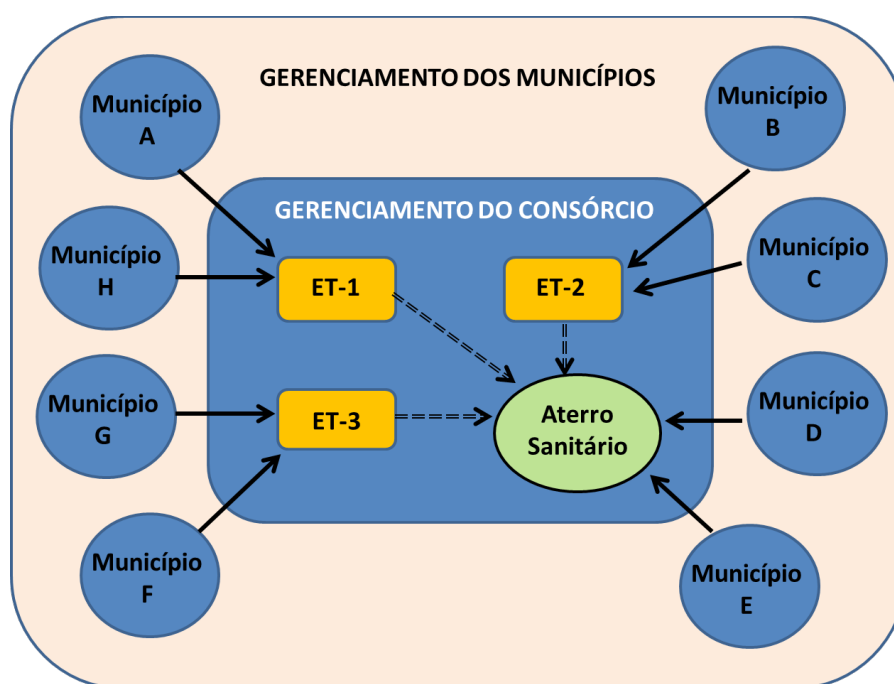 GERENCIAMENTO DOS MUNICÍPIOS
Município
A
Município
B
GERENCIAMENTO DO CONSÓRCIO
Município
H
ET-1
ET-2
Município
C
Município
G
ET-3
Aterro
Sanitário
Município
D
Município
F
Município
E